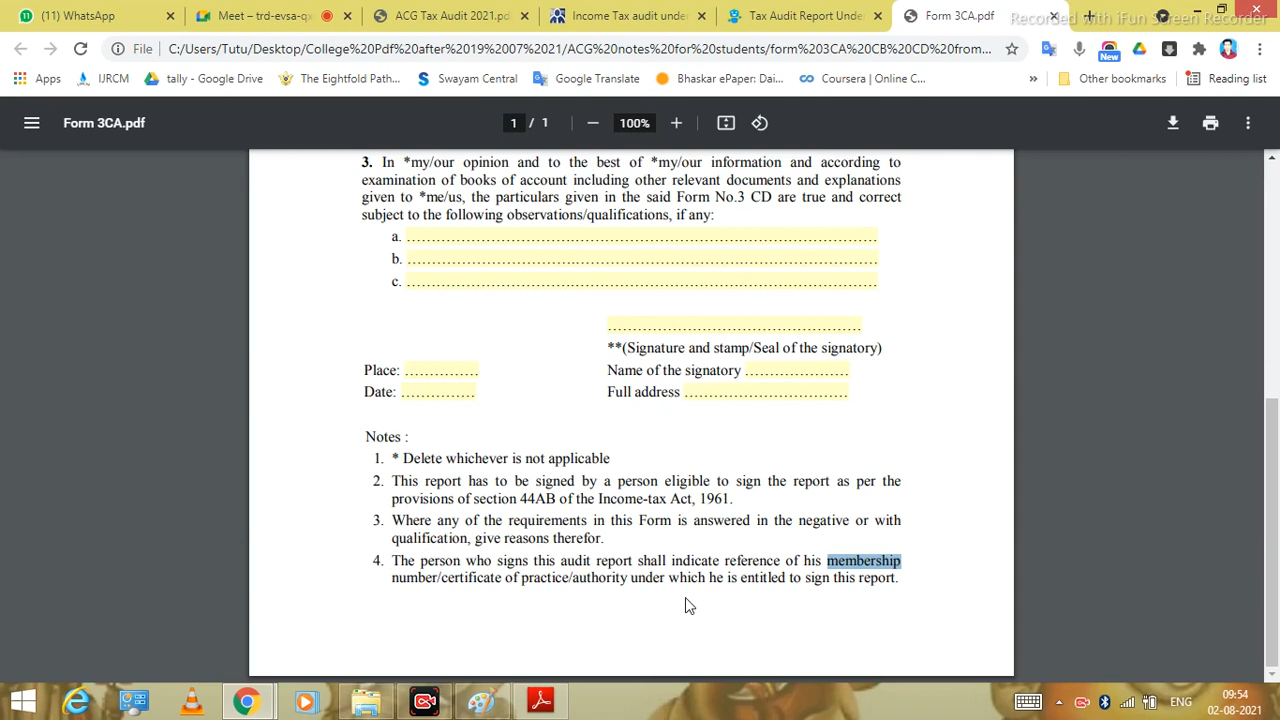 (11) WhatsApp
Meet – trd-evsa-qx
ACG Tax Audit 2021.pd
Income Tax audit unde
Tax Audit Report Unde
Form 3CA.pdf
Recorded with iFun Screen Recorder
File C:/Users/Tutu/Desktop/College%20Pdf%20after%2019%2007%2021/ACG%20notes%20for%20students/form%203CA%20CB%20CD%20from...
New
Apps
IJRCM
tally - Google Drive
The Eightfold Path...
Swayam Central
Google Translate
Bhaskar_Paper: Dai...
Coursera | Online C...
»
Other bookmarks
Reading list
Form 3CA.pdf
1 / 1
100%
3. In *my/our opinion and to the best of *my/our information and according to
examination of books of account including other relevant documents and explanations
given to *me/us, the particulars given in the said Form No.3 CD are true and correct
subject to the following observations/qualifications, if any:
a. ................................................................................................
b. ................................................................................................
c. ................................................................................................
....................................................
**(Signature and stamp/Seal of the signatory)
Place: ............... Name of the signatory .....................
Date: ............... Full address .................................
Notes :
1. * Delete whichever is not applicable
2. This report has to be signed by a person eligible to sign the report as per the
provisions of section 44AB of the Income-tax Act, 1961.
3. Where any of the requirements in this Form is answered in the negative or with
qualification, give reasons therefor.
4. The person who signs this audit report shall indicate reference of his membership
number/certificate of practice/authority under which he is entitled to sign this report.
ENG
09:54
02-08-2021